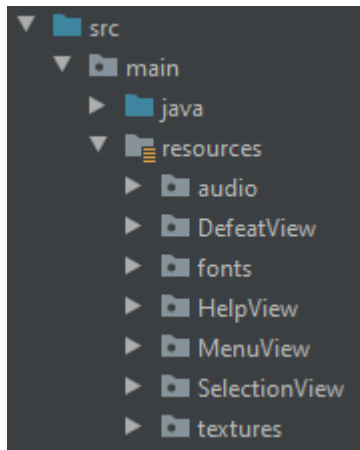 src
main
java
resources
audio
DefeatView
fonts
HelpView
MenuView
SelectionView
textures